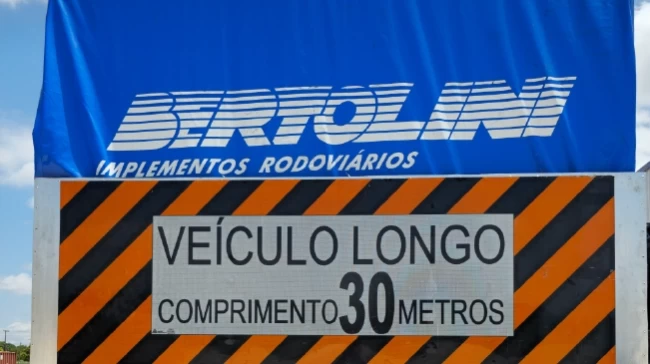 BERTOLINI
IMPLEMENTOS RODOVIÁRIOS
VEÍCULO LONGO
COMPRIMENTO 30 METROS